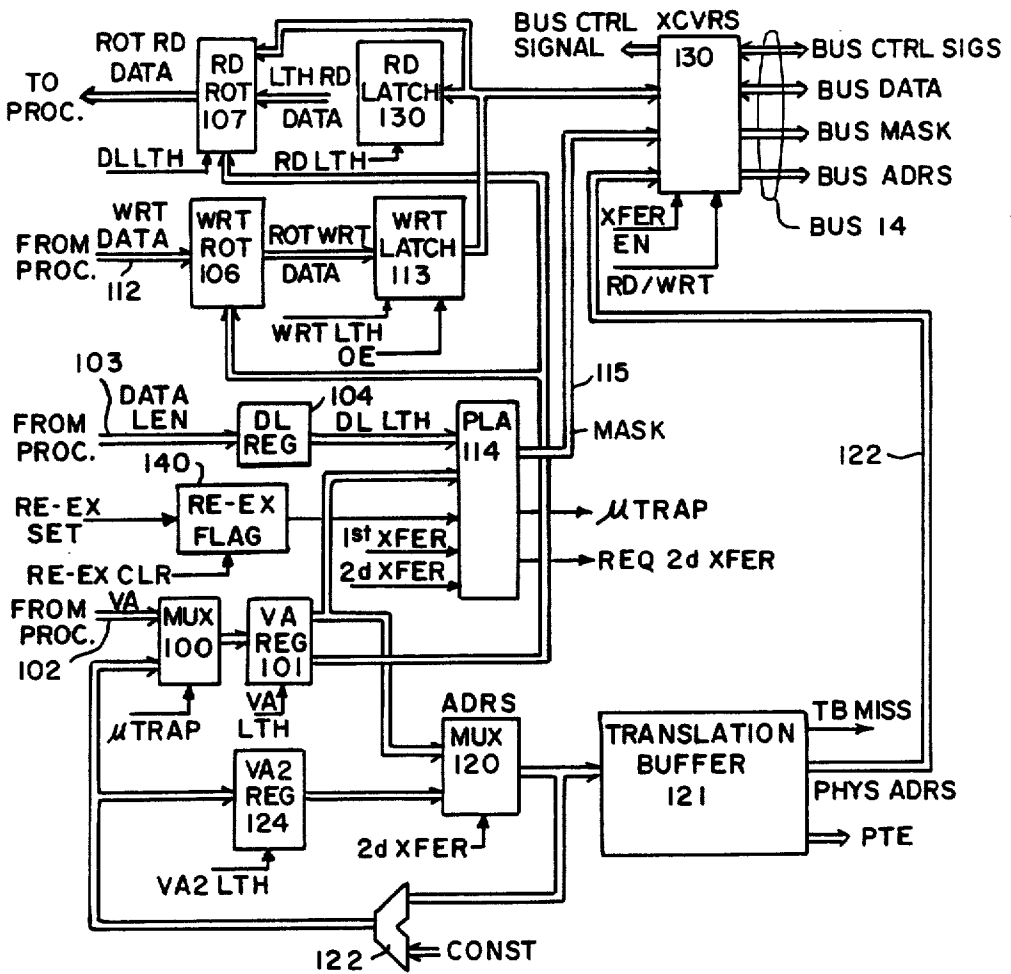 BUS CTRL XCVRS
SIGNAL
130
BUS CTRL SIGS
BUS DATA
BUS MASK
BUS ADRS
BUS 14
XFER
EN
RD/WRT
ROT RD
DATA
TO
PROC.
RD
ROT
107
LTH RD
DATA
RD
LATCH
130
DL LTH
RD LTH
WRT
DATA
FROM
PROC.
112
WRT
ROT
106
ROT WRT
DATA
WRT
LATCH
113
WRT LTH
OE
103
DATA
LEN
FROM
PROC.
104
DL
REG
DL LTH
PLA
114
115
MASK
122
140
RE-EX
SET
RE-EX
FLAG
RE-EX CLR
1st XFER
2d XFER
μTRAP
REQ 2d XFER
FROM
PROC.
VA
102
MUX
100
VA
REG
101
μTRAP
VA
LTH
ADRS
MUX
120
2d XFER
VA2
REG
124
VA2 LTH
TRANSLATION
BUFFER
121
TB MISS
PHYS ADRS
PTE
122
CONST